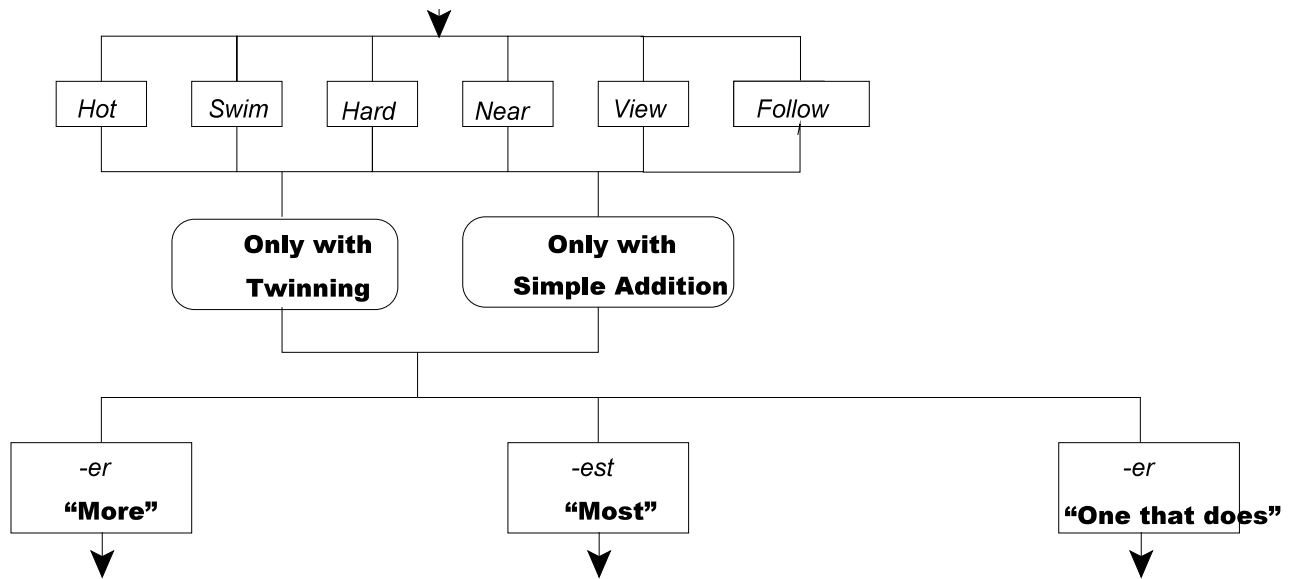 Hot
Swim
Hard
Near
View
Follow
Only with
Twinning
Only with
Simple Addition
-er
“More”
-est
“Most”
-er
“One that does”